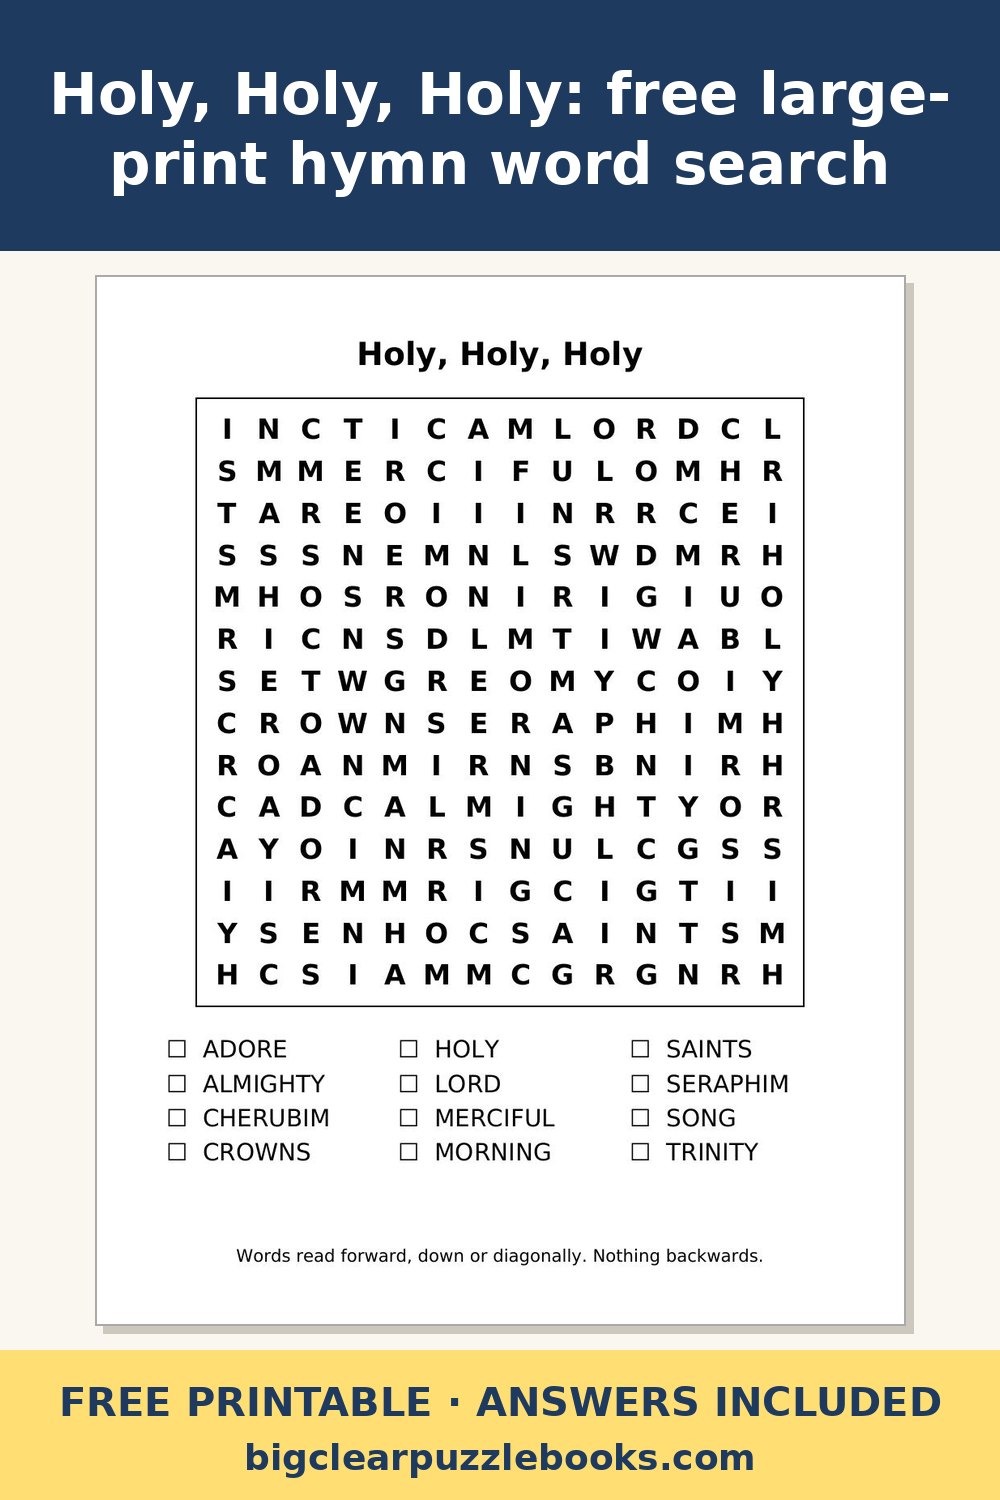 Holy, Holy, Holy: free large-
print hymn word search
Holy, Holy, Holy
I N C T I C A M L O R D C L
S M M E R C I F U L O M H R
T A R E O I I I N R R C E I
S S S N E M N L S W D M R H
M H O S R O N I R I G I U O
R I C N S D L M T I W A B L
S E T W G R E O M Y C O I Y
C R O W N S E R A P H I M H
R O A N M I R N S B N I R H
C A D C A L M I G H T Y O R
A Y O I N R S N U L C G S S
I I R M M R I G C I G T I I
Y S E N H O C S A I N T S M
H C S I A M M C G R G N R H
☐ ADORE ☐ HOLY ☐ SAINTS
☐ ALMIGHTY ☐ LORD ☐ SERAPHIM
☐ CHERUBIM ☐ MERCIFUL ☐ SONG
☐ CROWNS ☐ MORNING ☐ TRINITY
Words read forward, down or diagonally. Nothing backwards.
FREE PRINTABLE · ANSWERS INCLUDED
bigclearpuzzlebooks.com